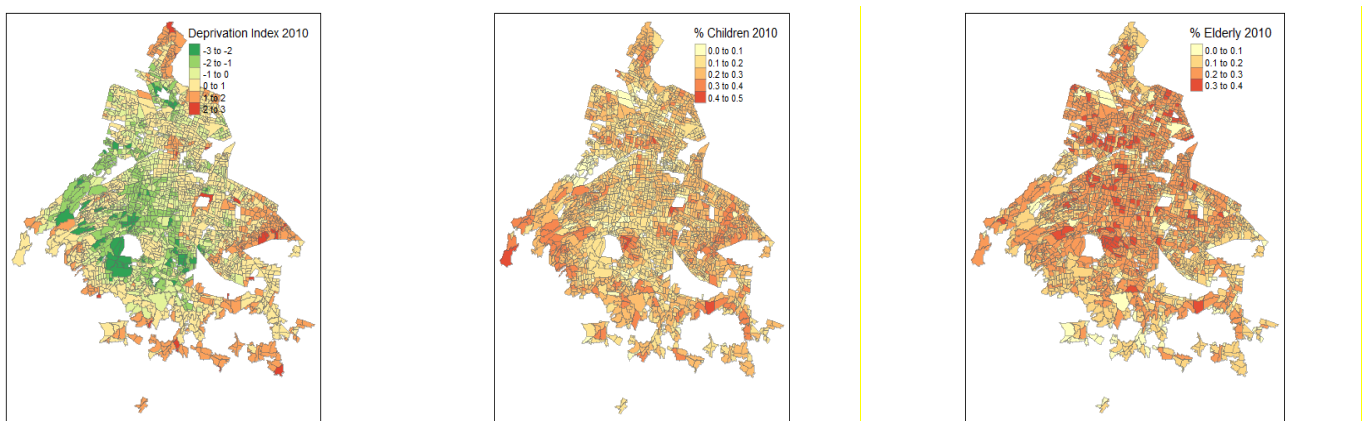 Deprivation Index 2010
-3 to -2
-2 to -1
-1 to 0
0 to 1
1 to 2
2 to 3
% Children 2010
0.0 to 0.1
0.1 to 0.2
0.2 to 0.3
0.3 to 0.4
0.4 to 0.5
% Elderly 2010
0.0 to 0.1
0.1 to 0.2
0.2 to 0.3
0.3 to 0.4